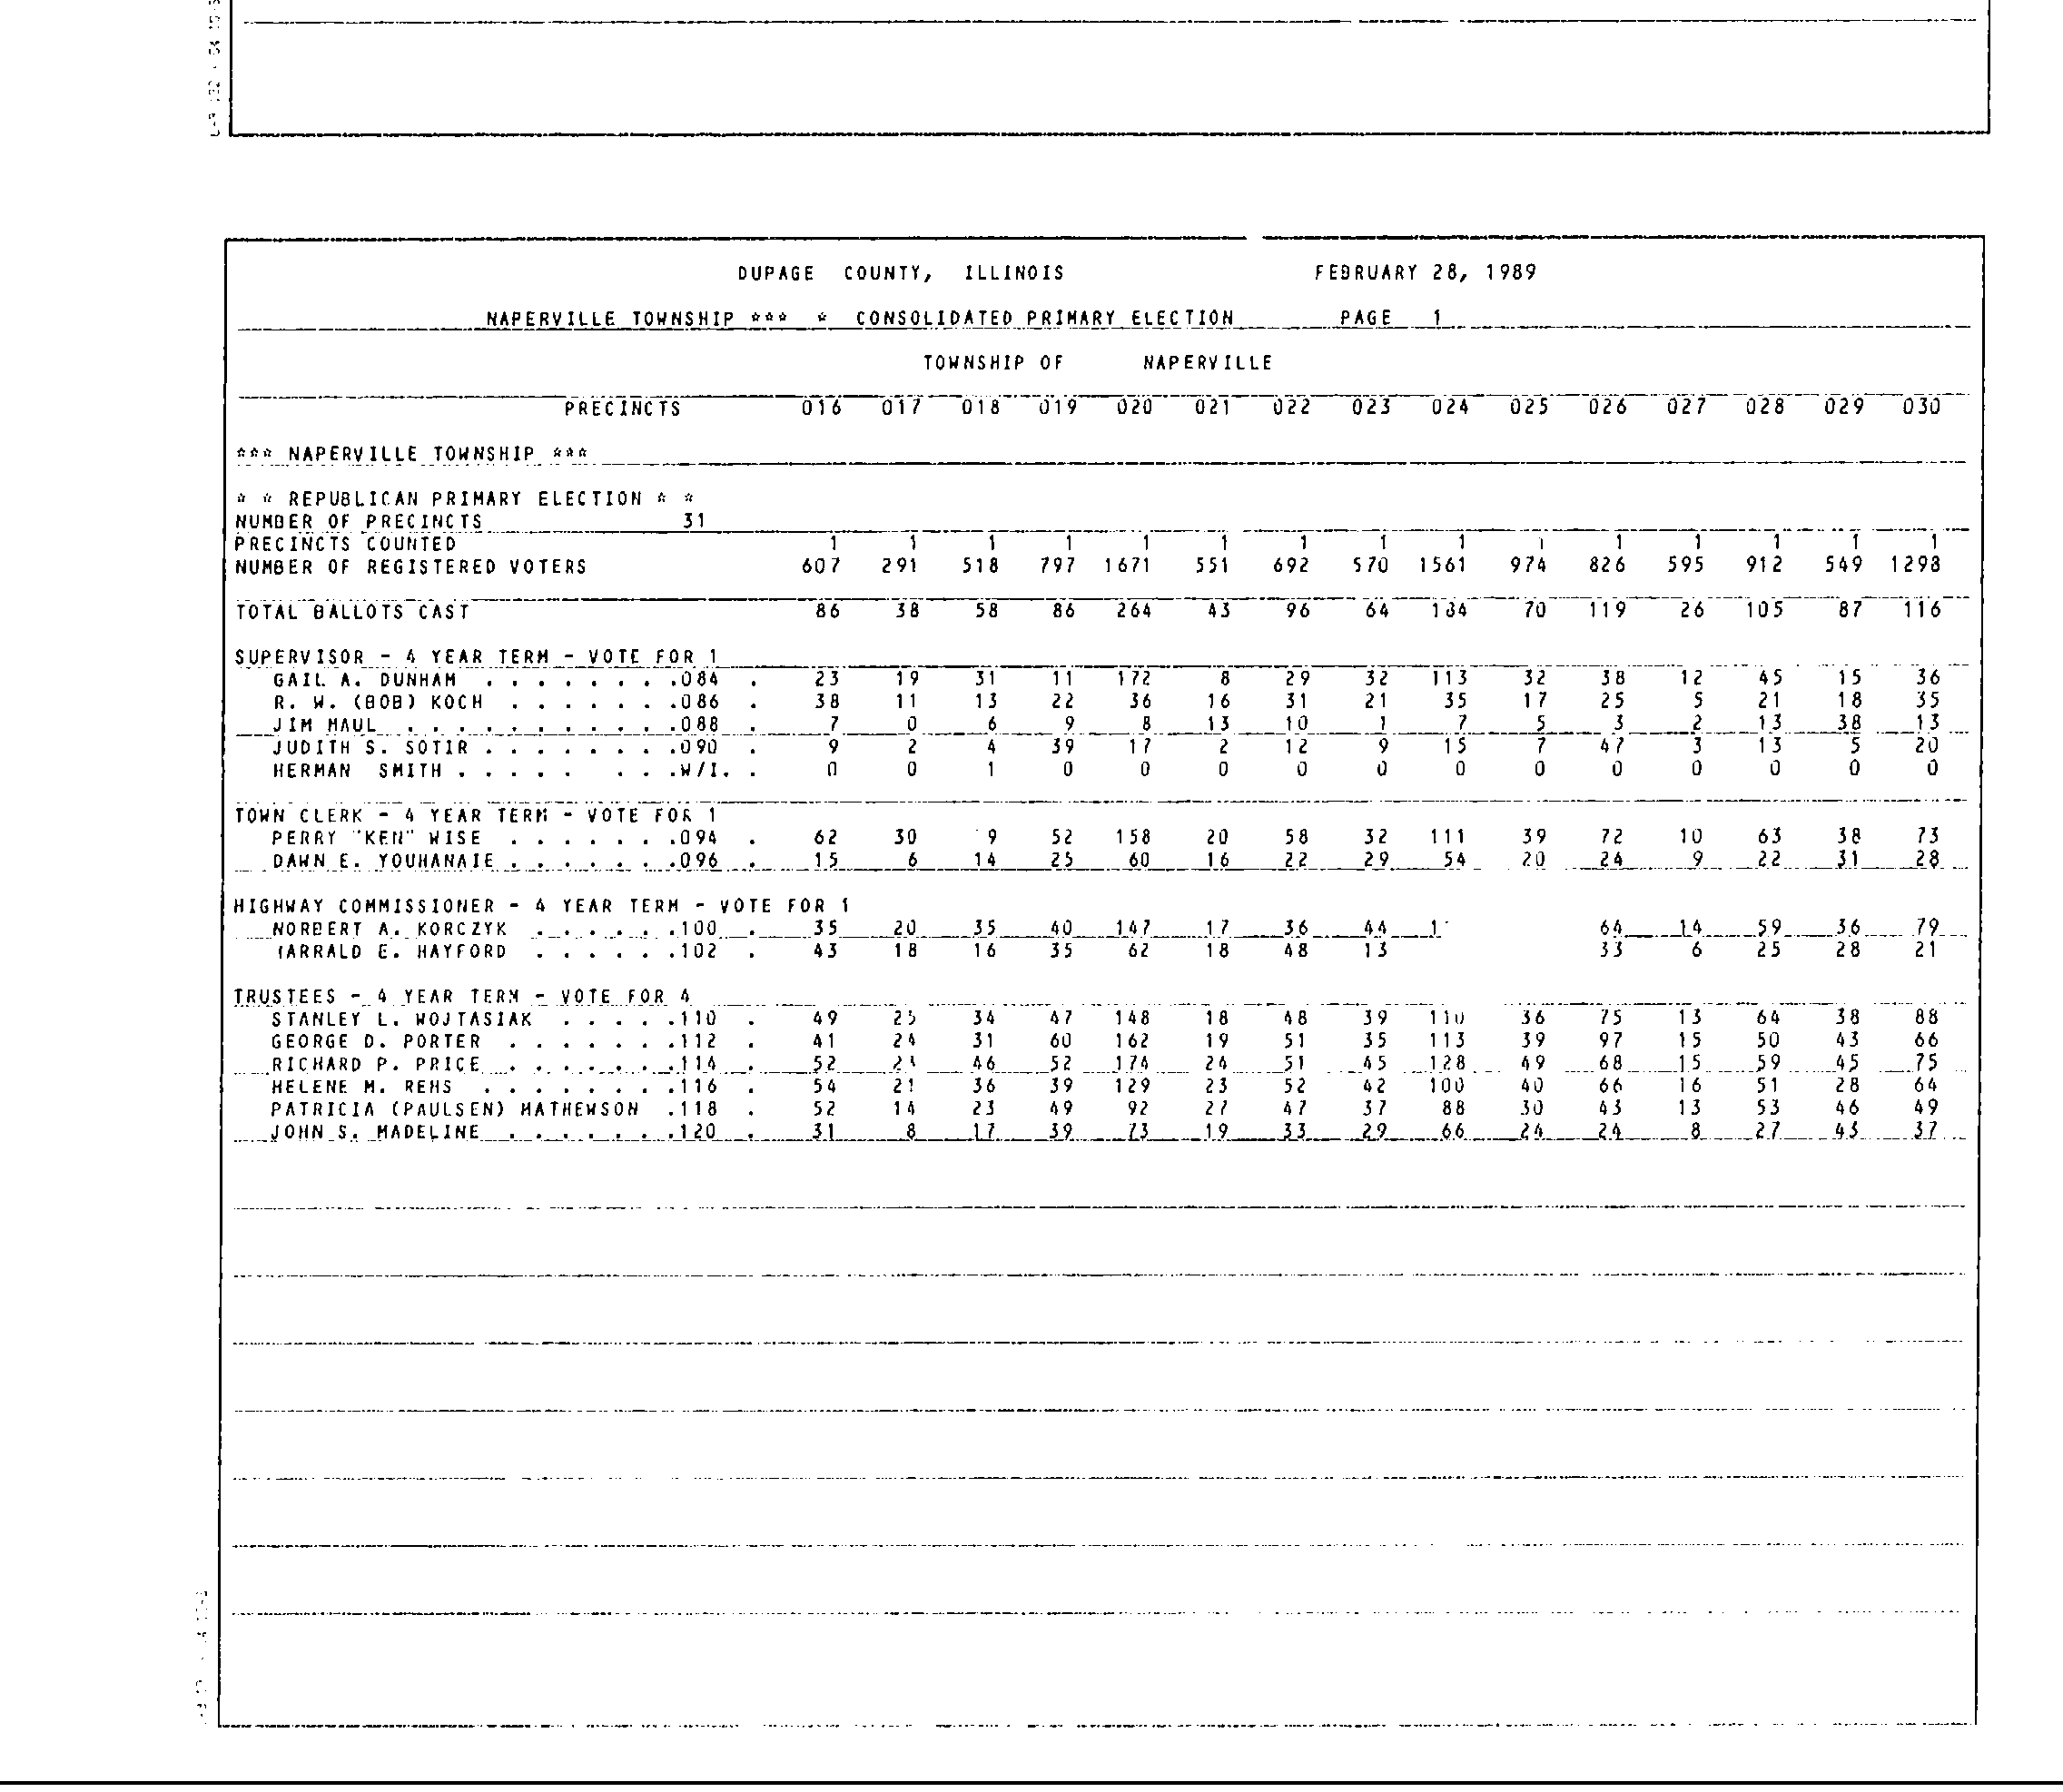 DUPAGE COUNTY, ILLINOIS FEBRUARY 28, 1989
NAPERVILLE TOWNSHIP *** * CONSOLIDATED PRIMARY ELECTION PAGE 1
TOWNSHIP OF NAPERVILLE
PRECINCTS 016 017 018 019 020 021 022 023 024 025 026 027 028 029 030
*** NAPERVILLE TOWNSHIP ***
* * REPUBLICAN PRIMARY ELECTION * *
NUMBER OF PRECINCTS 31
PRECINCTS COUNTED 1 1 1 1 1 1 1 1 1 1 1 1 1 1 1
NUMBER OF REGISTERED VOTERS 607 291 518 797 1671 551 692 570 1561 974 826 595 912 549 1298
TOTAL BALLOTS CAST 86 38 58 86 264 43 96 64 184 70 119 26 105 87 116
SUPERVISOR - 4 YEAR TERM - VOTE FOR 1
GAIL A. DUNHAM . . . . . . . .084 . 23 19 31 11 172 8 29 32 113 32 38 12 45 15 36
R. W. (BOB) KOCH . . . . . . .086 . 38 11 13 22 36 16 31 21 35 17 25 5 21 18 35
JIM MAUL . . . . . . . . . . .088 . 7 0 6 9 8 13 10 1 7 5 3 2 13 38 13
JUDITH S. SOTIR . . . . . . . .090 . 9 2 4 39 17 2 12 9 15 7 47 3 13 5 20
HERMAN SMITH . . . . . . . .W/I. . 0 0 1 0 0 0 0 0 0 0 0 0 0 0 0
TOWN CLERK - 4 YEAR TERM - VOTE FOR 1
PERRY "KEN" WISE . . . . . . .094 . 62 30 9 52 158 20 58 32 111 39 72 10 63 38 73
DAWN E. YOUHANAIE . . . . . . .096 . 15 6 14 25 60 16 22 29 54 20 24 9 22 31 28
HIGHWAY COMMISSIONER - 4 YEAR TERM - VOTE FOR 1
NORBERT A. KORCZYK . . . . . .100 . 35 20 35 40 147 17 36 44 64 14 59 36 79
HARRALD E. HAYFORD . . . . . .102 . 43 18 16 35 62 18 48 13 33 6 25 28 21
TRUSTEES - 4 YEAR TERM - VOTE FOR 4
STANLEY L. WOJTASIAK . . . . .110 . 49 25 34 47 148 18 48 39 110 36 75 13 64 38 88
GEORGE D. PORTER . . . . . . .112 . 41 24 31 60 162 19 51 35 113 39 97 15 50 43 66
RICHARD P. PRICE . . . . . . .114 . 52 46 52 174 24 51 45 128 49 68 15 59 45 75
HELENE M. REHS . . . . . . . .116 . 54 21 36 39 129 23 52 42 100 40 66 16 51 28 64
PATRICIA (PAULSEN) MATHEWSON .118 . 52 14 23 49 92 27 47 37 88 30 43 13 53 46 49
JOHN S. MADELINE . . . . . . .120 . 31 8 17 39 73 19 33 29 66 24 24 8 27 43 37